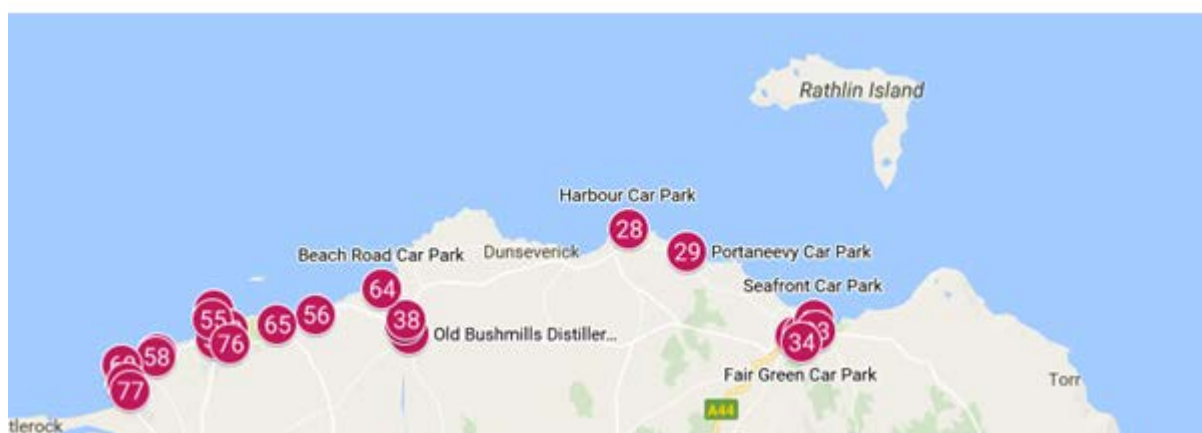 Rathlin Island
Harbour Car Park
28
Dunseverick
29
Portaneevy Car Park
Beach Road Car Park
64
Seafront Car Park
55
65
56
38
Old Bushmills Distiller...
34
76
58
Fair Green Car Park
77
Torr
A44
tlerock